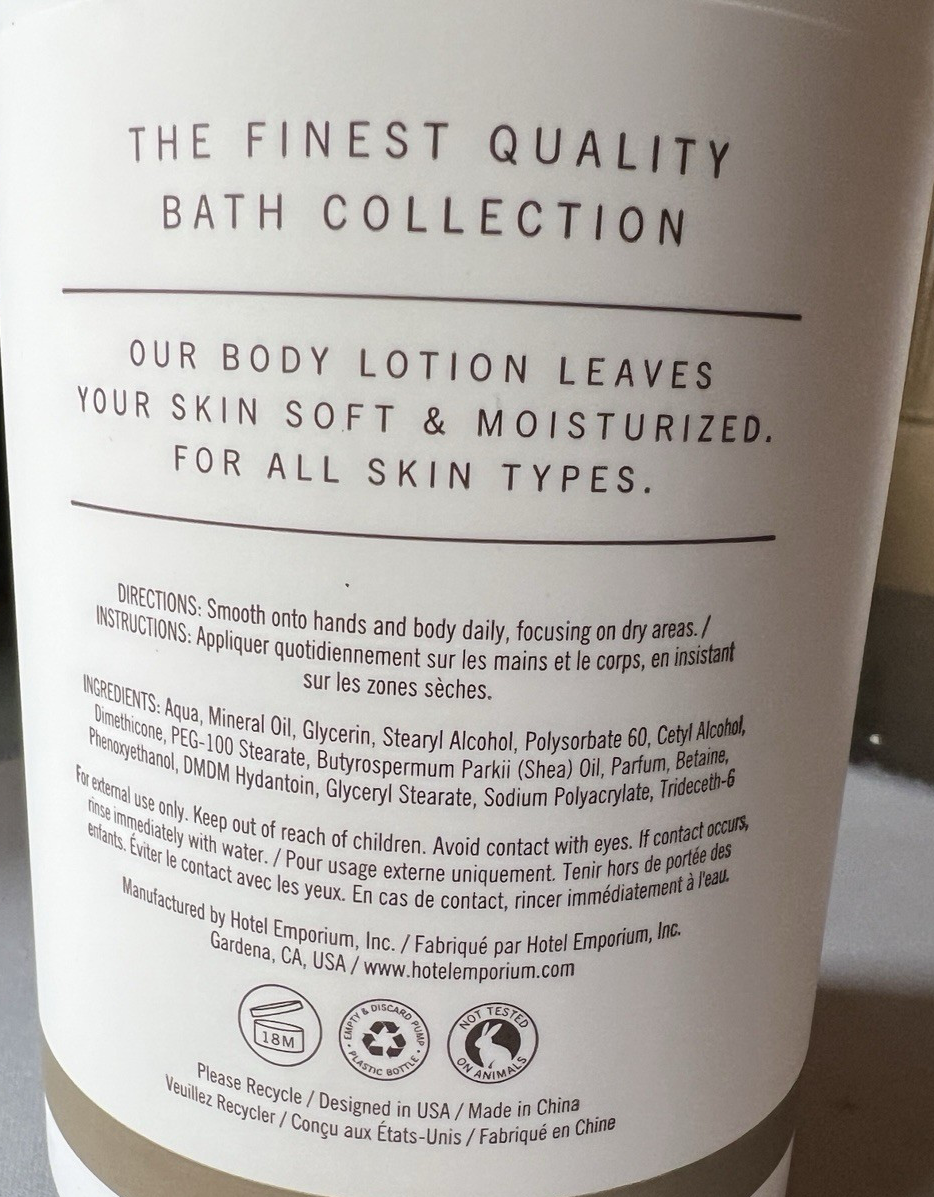 THE FINEST QUALITY
BATH COLLECTION
OUR BODY LOTION LEAVES
YOUR SKIN SOFT & MOISTURIZED.
FOR ALL SKIN TYPES.
DIRECTIONS: Smooth onto hands and body daily, focusing on dry areas. /
INSTRUCTIONS: Appliquer quotidiennement sur les mains et le corps, en insistant
sur les zones sèches.
INGREDIENTS: Aqua, Mineral Oil, Glycerin, Stearyl Alcohol, Polysorbate 60, Cetyl Alcohol,
Dimethicone, PEG-100 Stearate, Butyrospermum Parkii (Shea) Oil, Parfum, Betaine,
Phenoxyethanol, DMDM Hydantoin, Glyceryl Stearate, Sodium Polyacrylate, Trideceth-6
For external use only. Keep out of reach of children. Avoid contact with eyes. If contact occurs,
rinse immediately with water. / Pour usage externe uniquement. Tenir hors de portée des
enfants. Éviter le contact avec les yeux. En cas de contact, rincer immédiatement à l'eau.
Manufactured by Hotel Emporium, Inc. / Fabriqué par Hotel Emporium, Inc.
Gardena, CA, USA / www.hotelemporium.com
18M
EMPTY & DISCARD PUMP • PLASTIC BOTTLE •
NOT TESTED ON ANIMALS
Please Recycle / Designed in USA / Made in China
Veuillez Recycler / Conçu aux États-Unis / Fabriqué en Chine